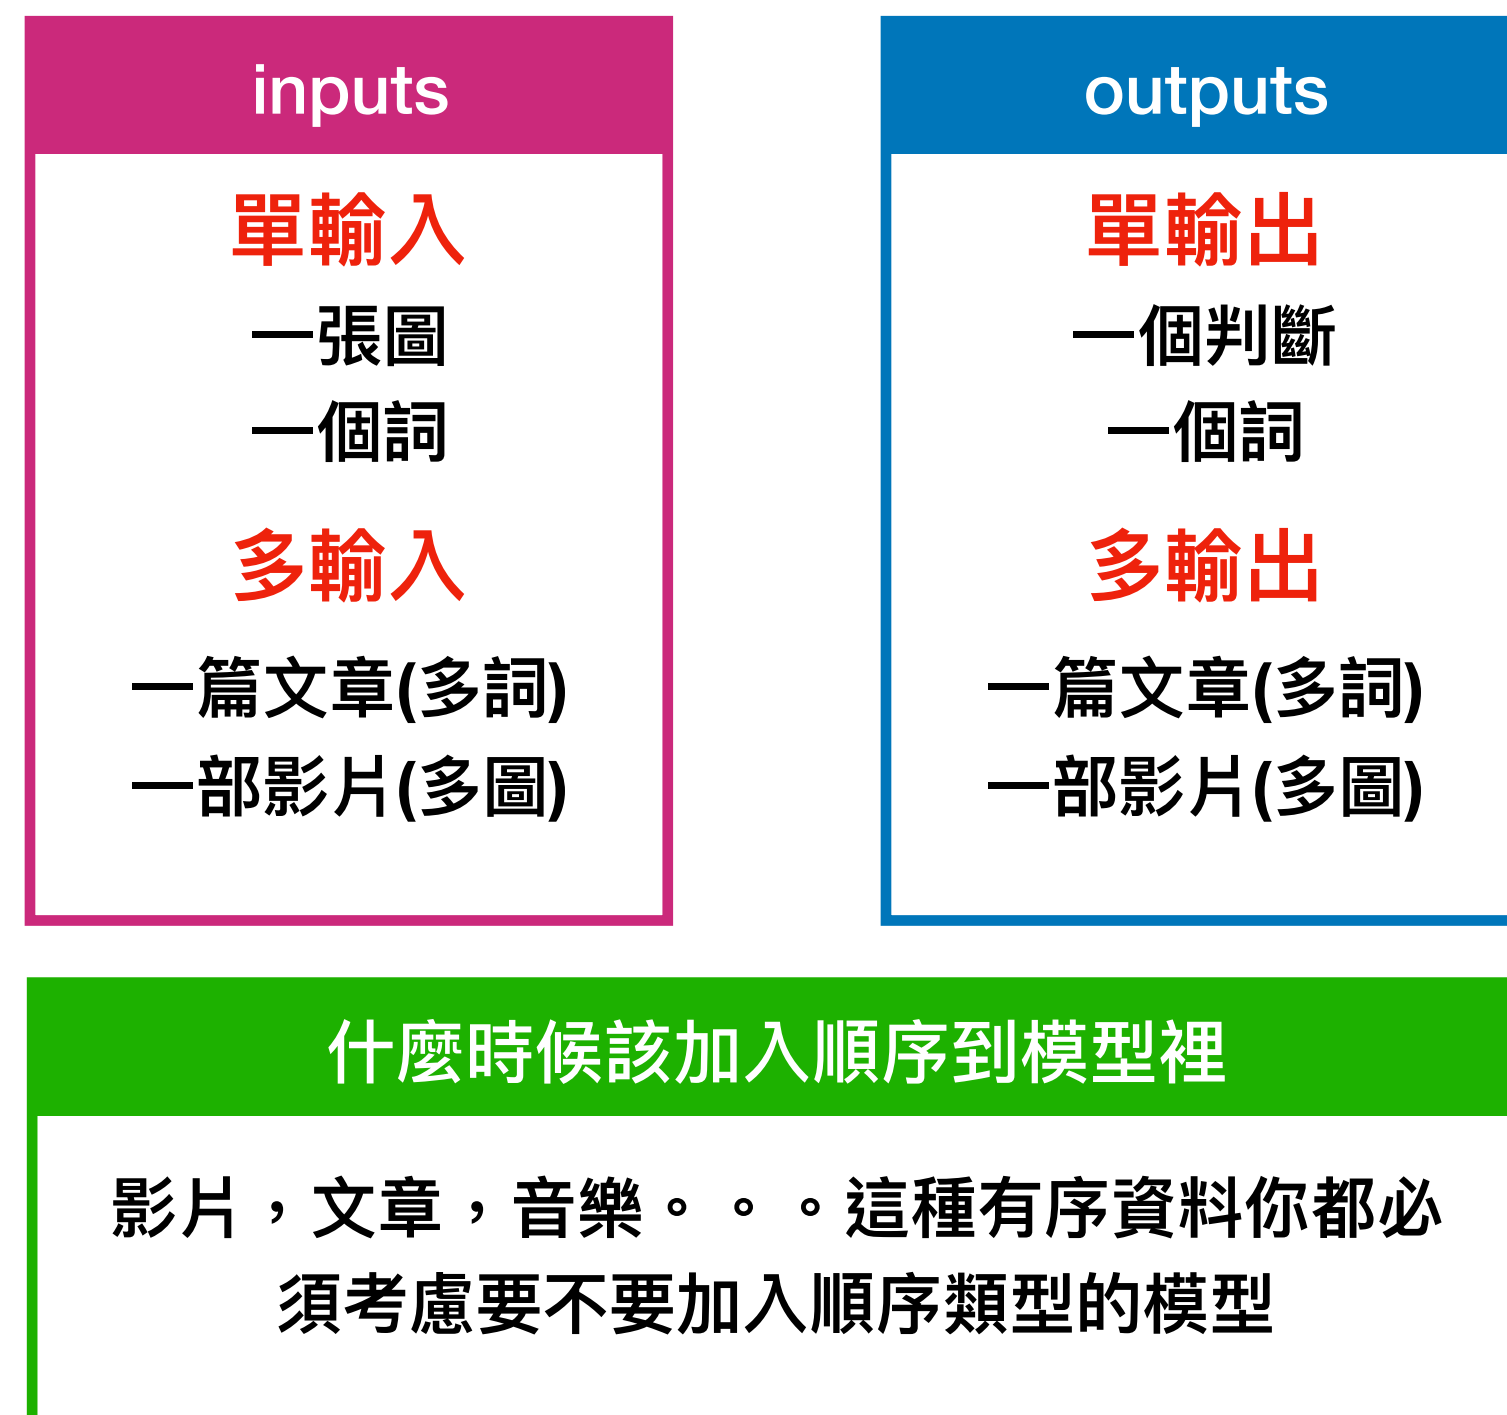 inputs
單輸入
一張圖
一個詞
多輸入
一篇文章(多詞)
一部影片(多圖)
outputs
單輸出
一個判斷
一個詞
多輸出
一篇文章(多詞)
一部影片(多圖)
什麼時候該加入順序到模型裡
影片，文章，音樂。。。這種有序資料你都必
須考慮要不要加入順序類型的模型